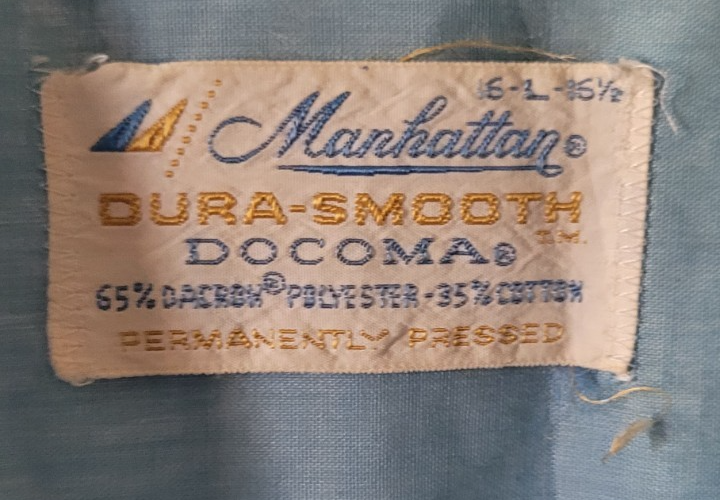 16-L-16½
Manhattan®
DURA-SMOOTH T.M.
DOCOMA®
65% DACRON® POLYESTER-35% COTTON
PERMANENTLY PRESSED